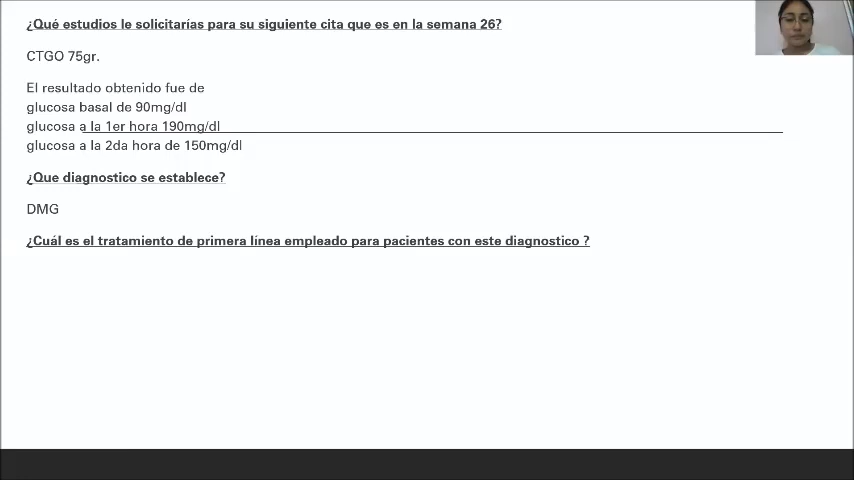 ¿Qué estudios le solicitarías para su siguiente cita que es en la semana 26?
CTGO 75gr.
El resultado obtenido fue de
glucosa basal de 90mg/dl
glucosa a la 1er hora 190mg/dl
glucosa a la 2da hora de 150mg/dl
¿Que diagnostico se establece?
DMG
¿Cuál es el tratamiento de primera línea empleado para pacientes con este diagnostico ?